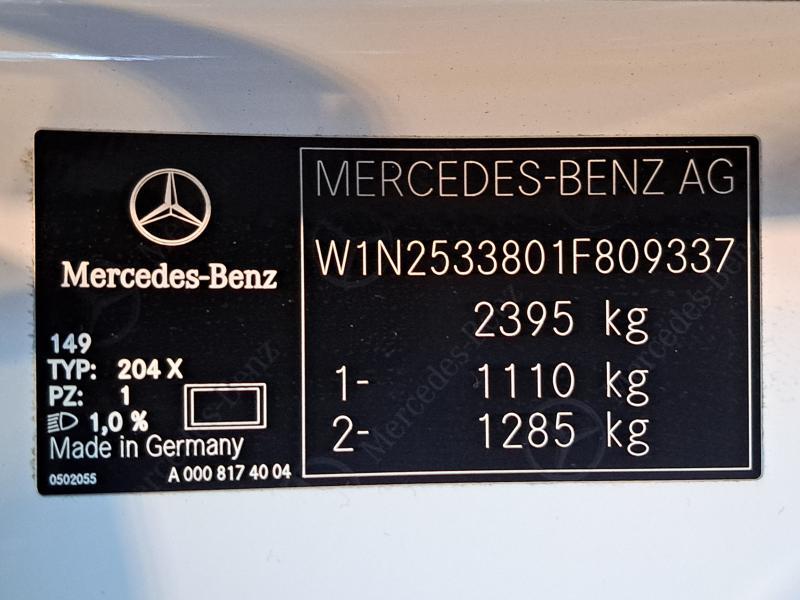 Mercedes-Benz
149
TYP: 204 X
PZ: 1
1,0 %
Made in Germany
0502055
A 000 817 40 04
MERCEDES-BENZ AG
W1N2533801F809337
2395 kg
1- 1110 kg
2- 1285 kg